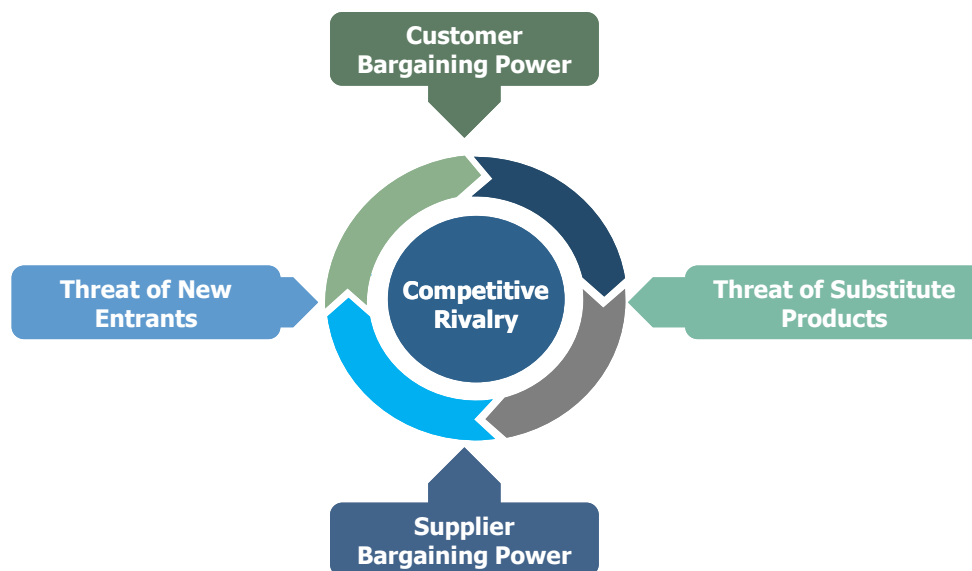 Customer
Bargaining Power
Threat of New
Entrants
Competitive
Rivalry
Threat of Substitute
Products
Supplier
Bargaining Power